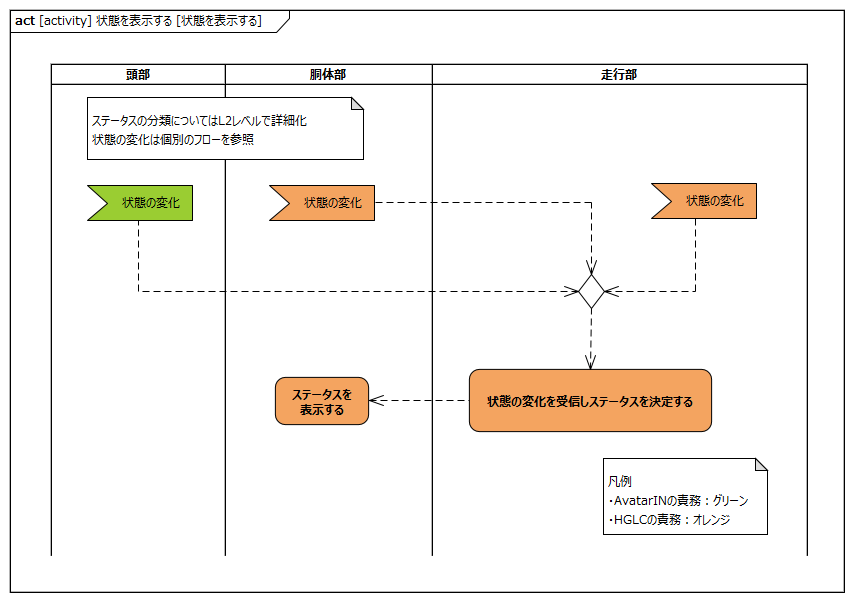 act [activity] 状態を表示する [状態を表示する]
頭部
胴体部
走行部
ステータスの分類についてはL2レベルで詳細化
状態の変化は個別のフローを参照
状態の変化
状態の変化
状態の変化
ステータスを
表示する
状態の変化を受信しステータスを決定する
凡例
・AvatarINの責務：グリーン
・HGLCの責務：オレンジ